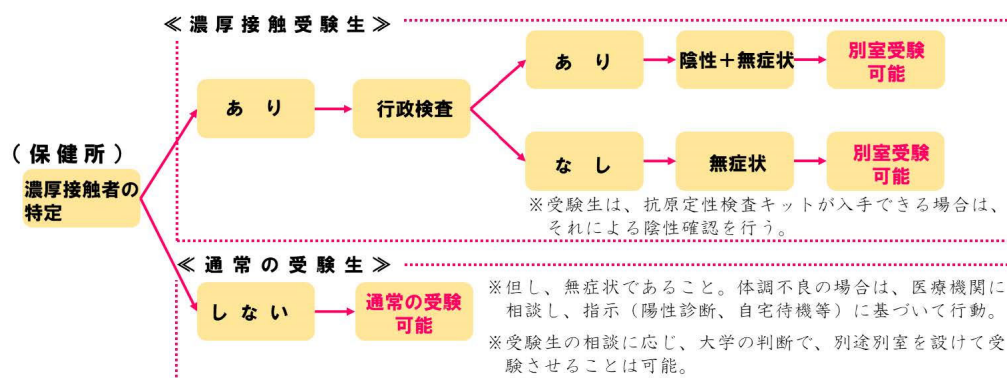 ≪濃厚接触受験生≫
あり
陰性＋無症状
別室受験
可能
あり
行政検査
（保健所）
濃厚接触者の
特定
なし
無症状
別室受験
可能
※受験生は、抗原定性検査キットが入手できる場合は、
それによる陰性確認を行う。
≪通常の受験生≫
しない
通常の受験
可能
※但し、無症状であること。体調不良の場合は、医療機関に
相談し、指示（陽性診断、自宅待機等）に基づいて行動。
※受験生の相談に応じ、大学の判断で、別途別室を設けて受
験させることは可能。